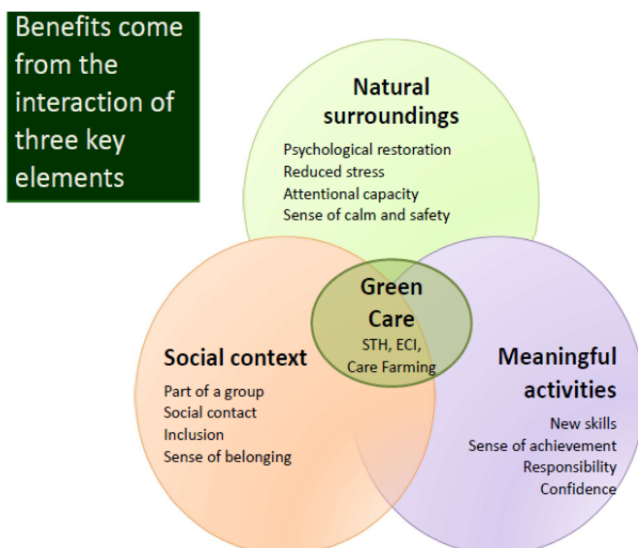 Benefits come
from the
interaction of
three key
elements
Natural
surroundings
Psychological restoration
Reduced stress
Attentional capacity
Sense of calm and safety
Green
Care
STH, ECI,
Care Farming
Social context
Part of a group
Social contact
Inclusion
Sense of belonging
Meaningful
activities
New skills
Sense of achievement
Responsibility
Confidence